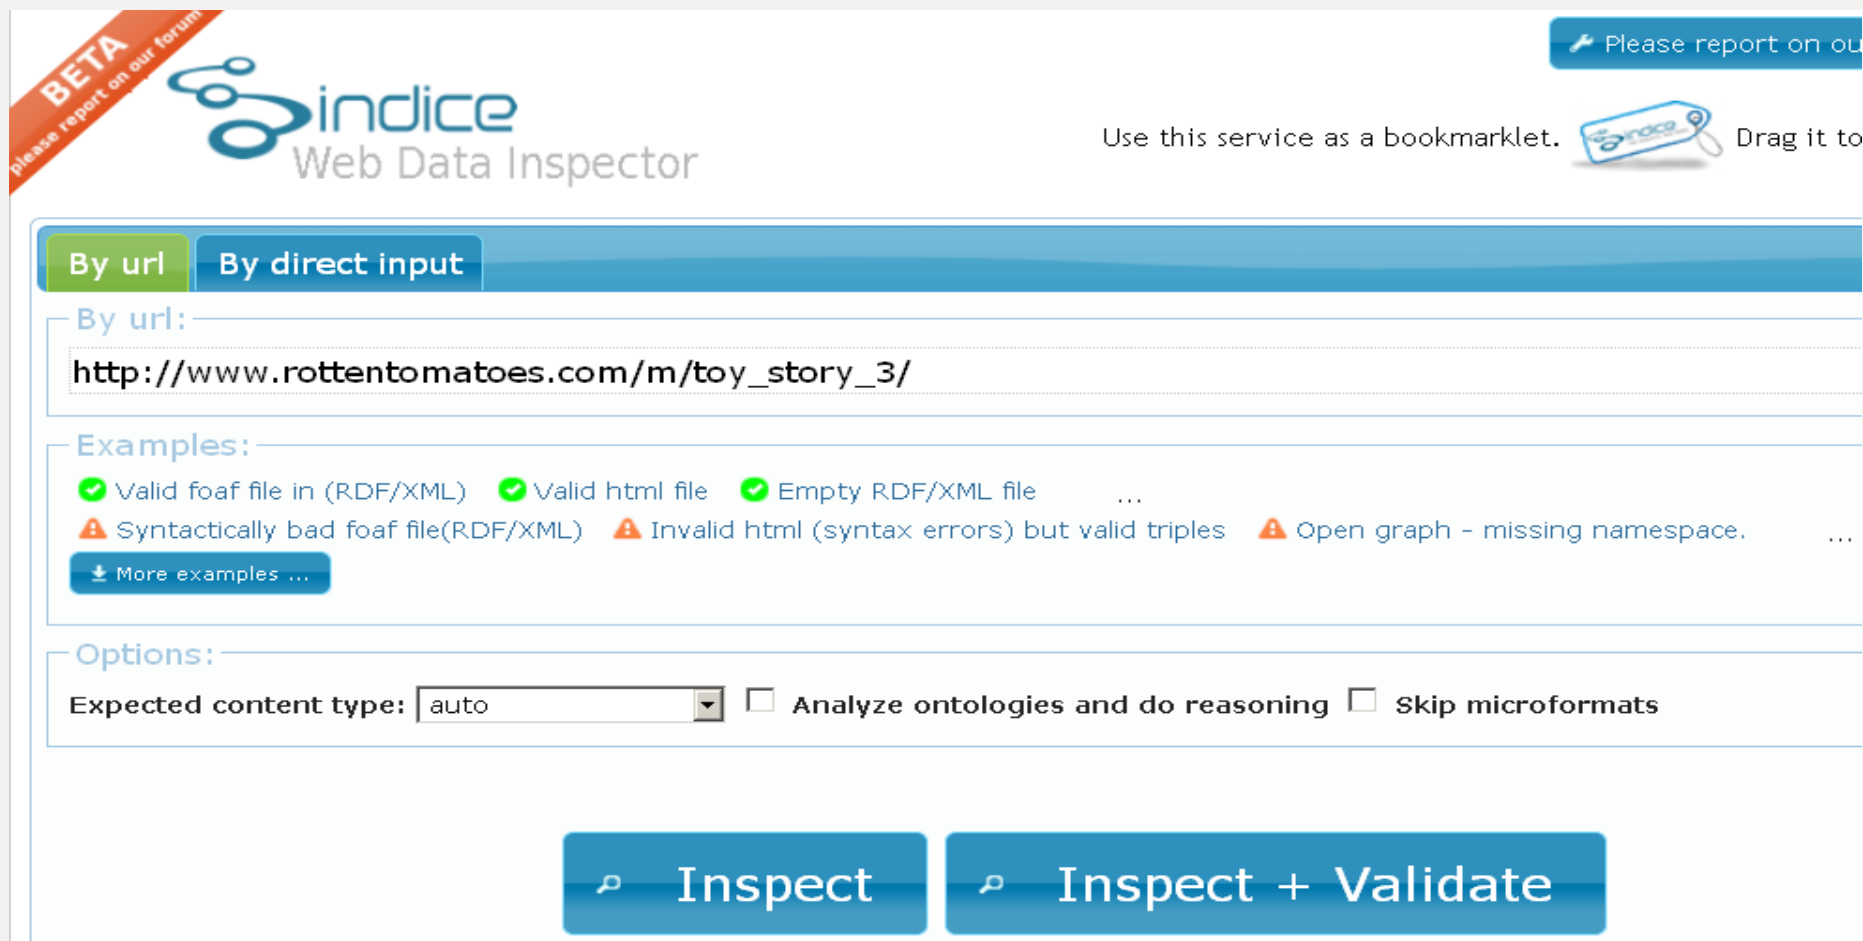 BETA
please report on our forum
Please report on ou
Sindice
Web Data Inspector
Use this service as a bookmarklet. Sindice Drag it to
By url By direct input
By url:
http://www.rottentomatoes.com/m/toy_story_3/
Examples:
Valid foaf file in (RDF/XML) Valid html file Empty RDF/XML file ...
Syntactically bad foaf file(RDF/XML) Invalid html (syntax errors) but valid triples Open graph - missing namespace. ...
More examples ...
Options:
Expected content type: auto Analyze ontologies and do reasoning Skip microformats
Inspect Inspect + Validate